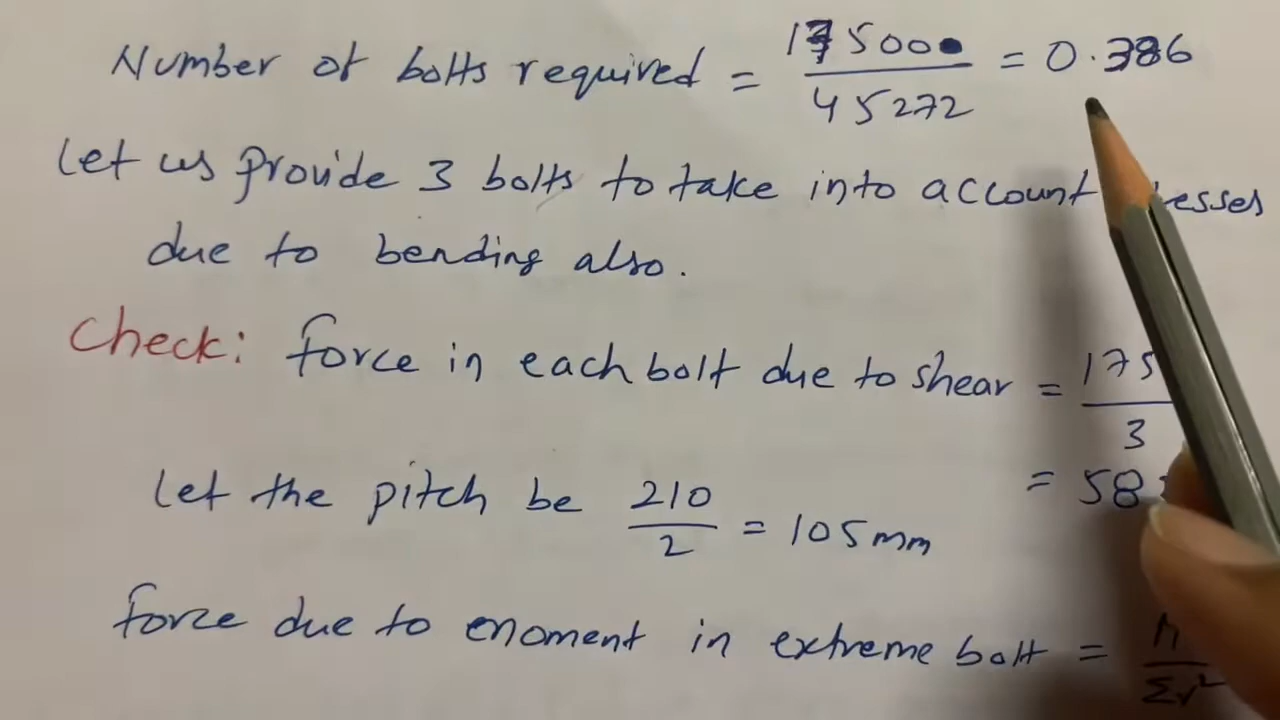 Number of bolts required = 17500 / 45272 = 0.386
Let us provide 3 bolts to take into account
due to bending also.
Check: Force in each bolt due to shear = 175 / 3
= 58
Let the pitch be 210 / 2 = 105mm
Force due to moment in extreme bolt = M / Σr²